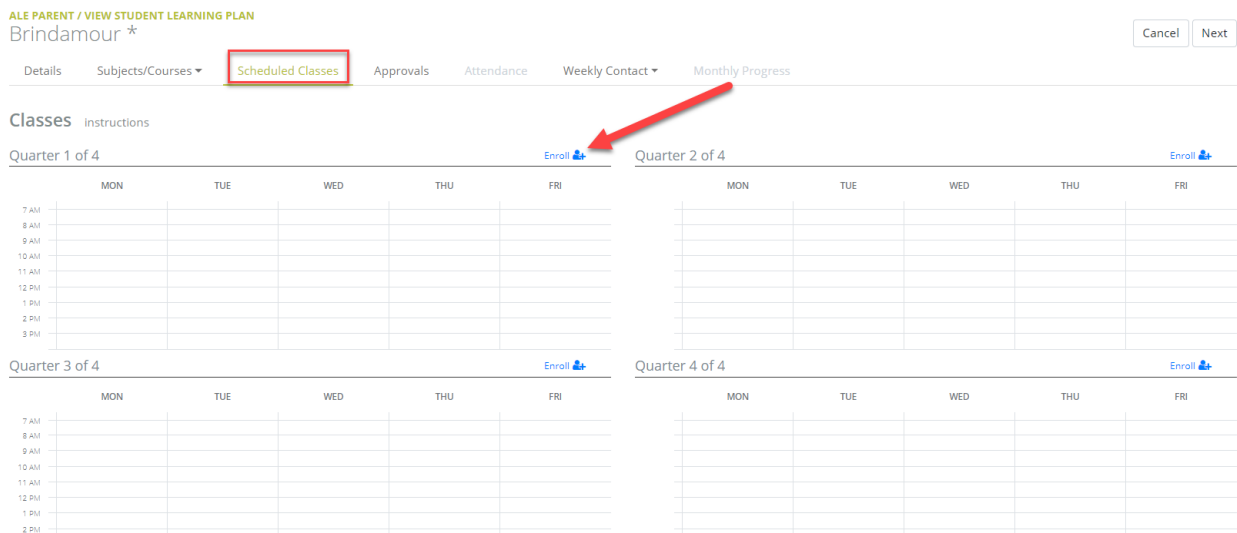 ALE PARENT / VIEW STUDENT LEARNING PLAN
Brindamour *
Cancel Next
Details Subjects/Courses Scheduled Classes Approvals Attendance Weekly Contact Monthly Progress
Classes instructions
Quarter 1 of 4 Enroll Quarter 2 of 4 Enroll
MON TUE WED THU FRI MON TUE WED THU FRI
7 AM
8 AM
9 AM
10 AM
11 AM
12 PM
1 PM
2 PM
3 PM
Quarter 3 of 4 Enroll Quarter 4 of 4 Enroll
MON TUE WED THU FRI MON TUE WED THU FRI
7 AM
8 AM
9 AM
10 AM
11 AM
12 PM
1 PM
2 PM